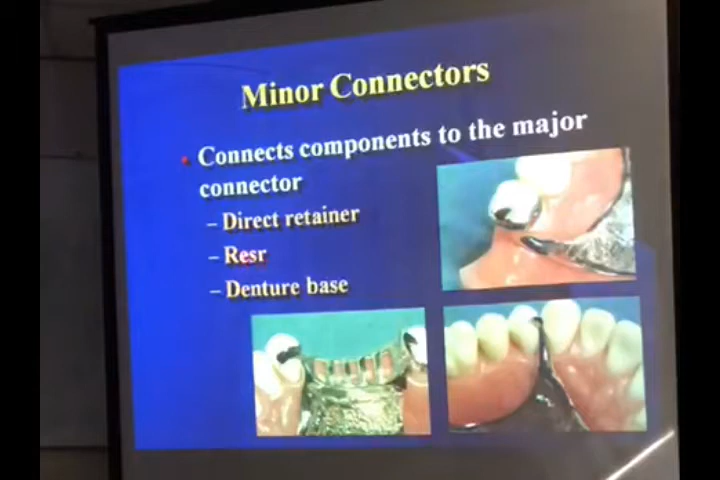 Minor Connectors
Connects components to the major
connector
– Direct retainer
– Resr
– Denture base